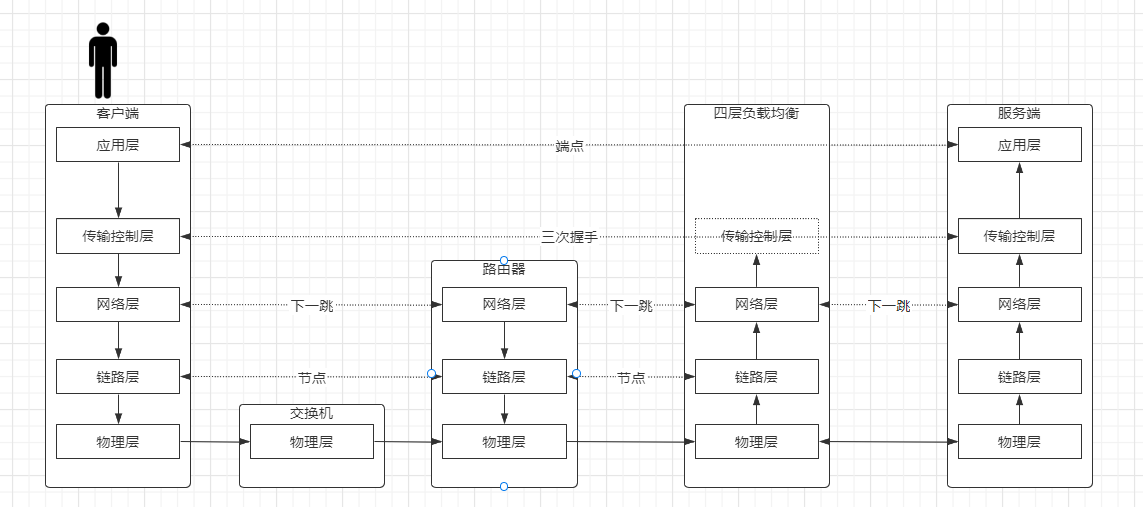 客户端
四层负载均衡
服务端
应用层
端点
应用层
传输控制层
三次握手
传输控制层
传输控制层
路由器
网络层
下一跳
网络层
下一跳
网络层
下一跳
网络层
链路层
节点
链路层
节点
链路层
链路层
交换机
物理层
物理层
物理层
物理层
物理层